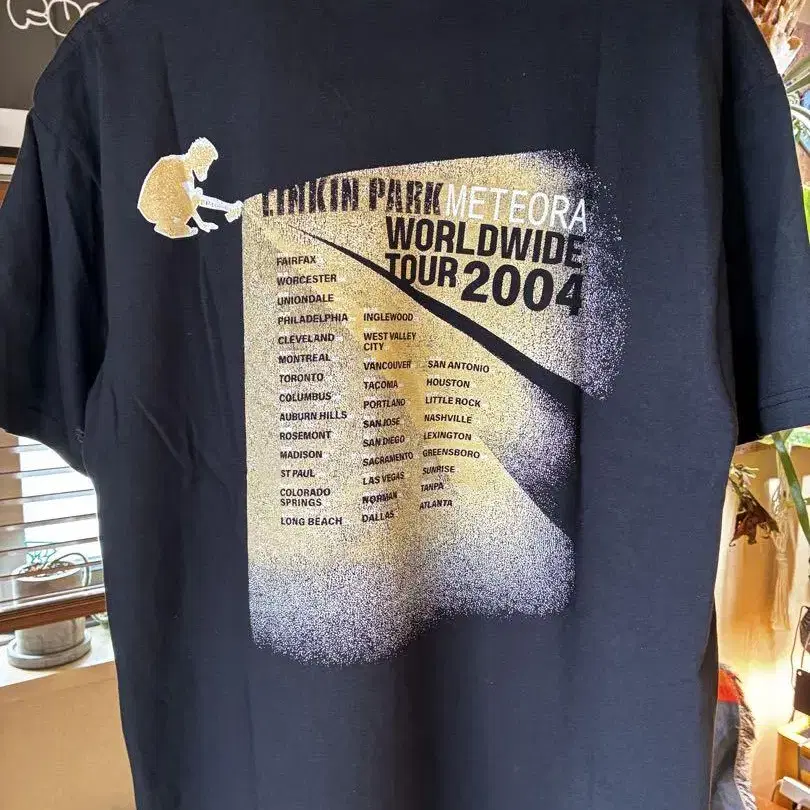 LINKIN PARK METEORA
WORLDWIDE
TOUR 2004
FAIRFAX
WORCESTER
UNIONDALE
PHILADELPHIA
CLEVELAND
MONTREAL
TORONTO
COLUMBUS
AUBURN HILLS
ROSEMONT
MADISON
ST PAUL
COLORADO
SPRINGS
LONG BEACH
INGLEWOOD
WEST VALLEY
CITY
VANCOUVER
TACOMA
PORTLAND
SAN JOSE
SAN DIEGO
SACRAMENTO
LAS VEGAS
NORMAN
DALLAS
SAN ANTONIO
HOUSTON
LITTLE ROCK
NASHVILLE
LEXINGTON
GREENSBORO
SUNRISE
TANPA
ATLANTA